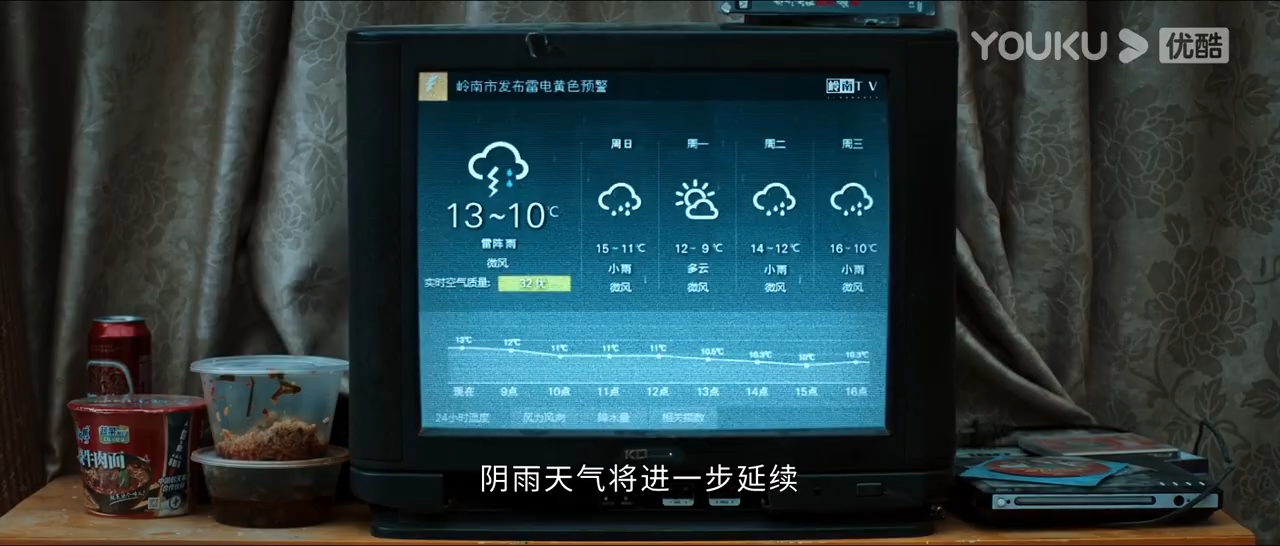 YOUKU 优酷
岭南市发布雷电黄色预警
岭南TV
13~10℃
雷阵雨
微风
实时空气质量: 32 优
周日 周一 周二 周三
15~11℃ 12~9℃ 14~12℃ 16~10℃
小雨 多云 小雨 小雨
微风 微风 微风 微风
13℃ 12℃ 11℃ 11℃ 11℃ 10.5℃ 10.3℃ 10℃ 10.3℃
现在 9点 10点 11点 12点 13点 14点 15点 16点
24小时温度 风力风向 降水量 相关指数
牛肉面
阴雨天气将进一步延续